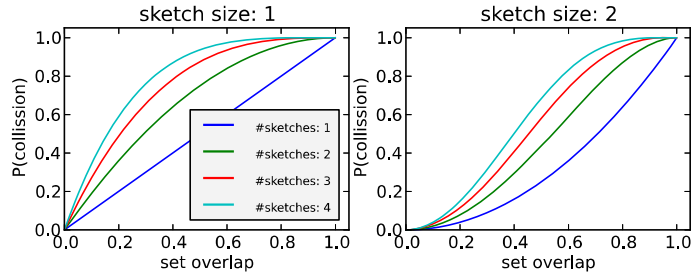 sketch size: 1
P(collission)
1.0
0.8
0.6
0.4
0.2
0.0
#sketches: 1
#sketches: 2
#sketches: 3
#sketches: 4
0.0 0.2 0.4 0.6 0.8 1.0
set overlap
sketch size: 2
P(collission)
1.0
0.8
0.6
0.4
0.2
0.0
0.0 0.2 0.4 0.6 0.8 1.0
set overlap